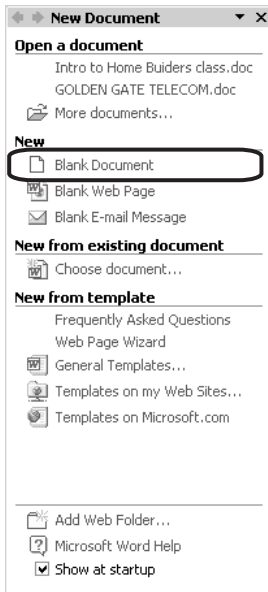 New Document
Open a document
Intro to Home Buiders class.doc
GOLDEN GATE TELECOM.doc
More documents...
New
Blank Document
Blank Web Page
Blank E-mail Message
New from existing document
Choose document...
New from template
Frequently Asked Questions
Web Page Wizard
General Templates...
Templates on my Web Sites...
Templates on Microsoft.com
Add Web Folder...
Microsoft Word Help
Show at startup